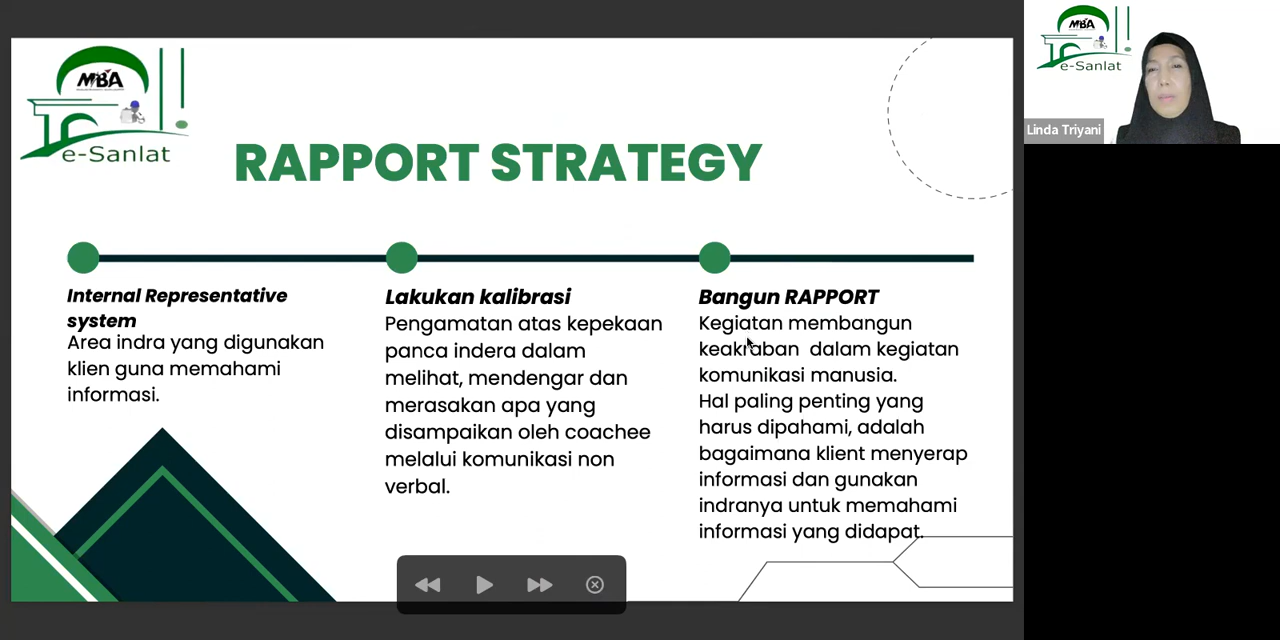 MBA
e-Sanlat
RAPPORT STRATEGY
Internal Representative
system
Area indra yang digunakan
klien guna memahami
informasi.
Lakukan kalibrasi
Pengamatan atas kepekaan
panca indera dalam
melihat, mendengar dan
merasakan apa yang
disampaikan oleh coachee
melalui komunikasi non
verbal.
Bangun RAPPORT
Kegiatan membangun
keakraban dalam kegiatan
komunikasi manusia.
Hal paling penting yang
harus dipahami, adalah
bagaimana klient menyerap
informasi dan gunakan
indranya untuk memahami
informasi yang didapat.
MBA
e-Sanlat
Linda Triyani